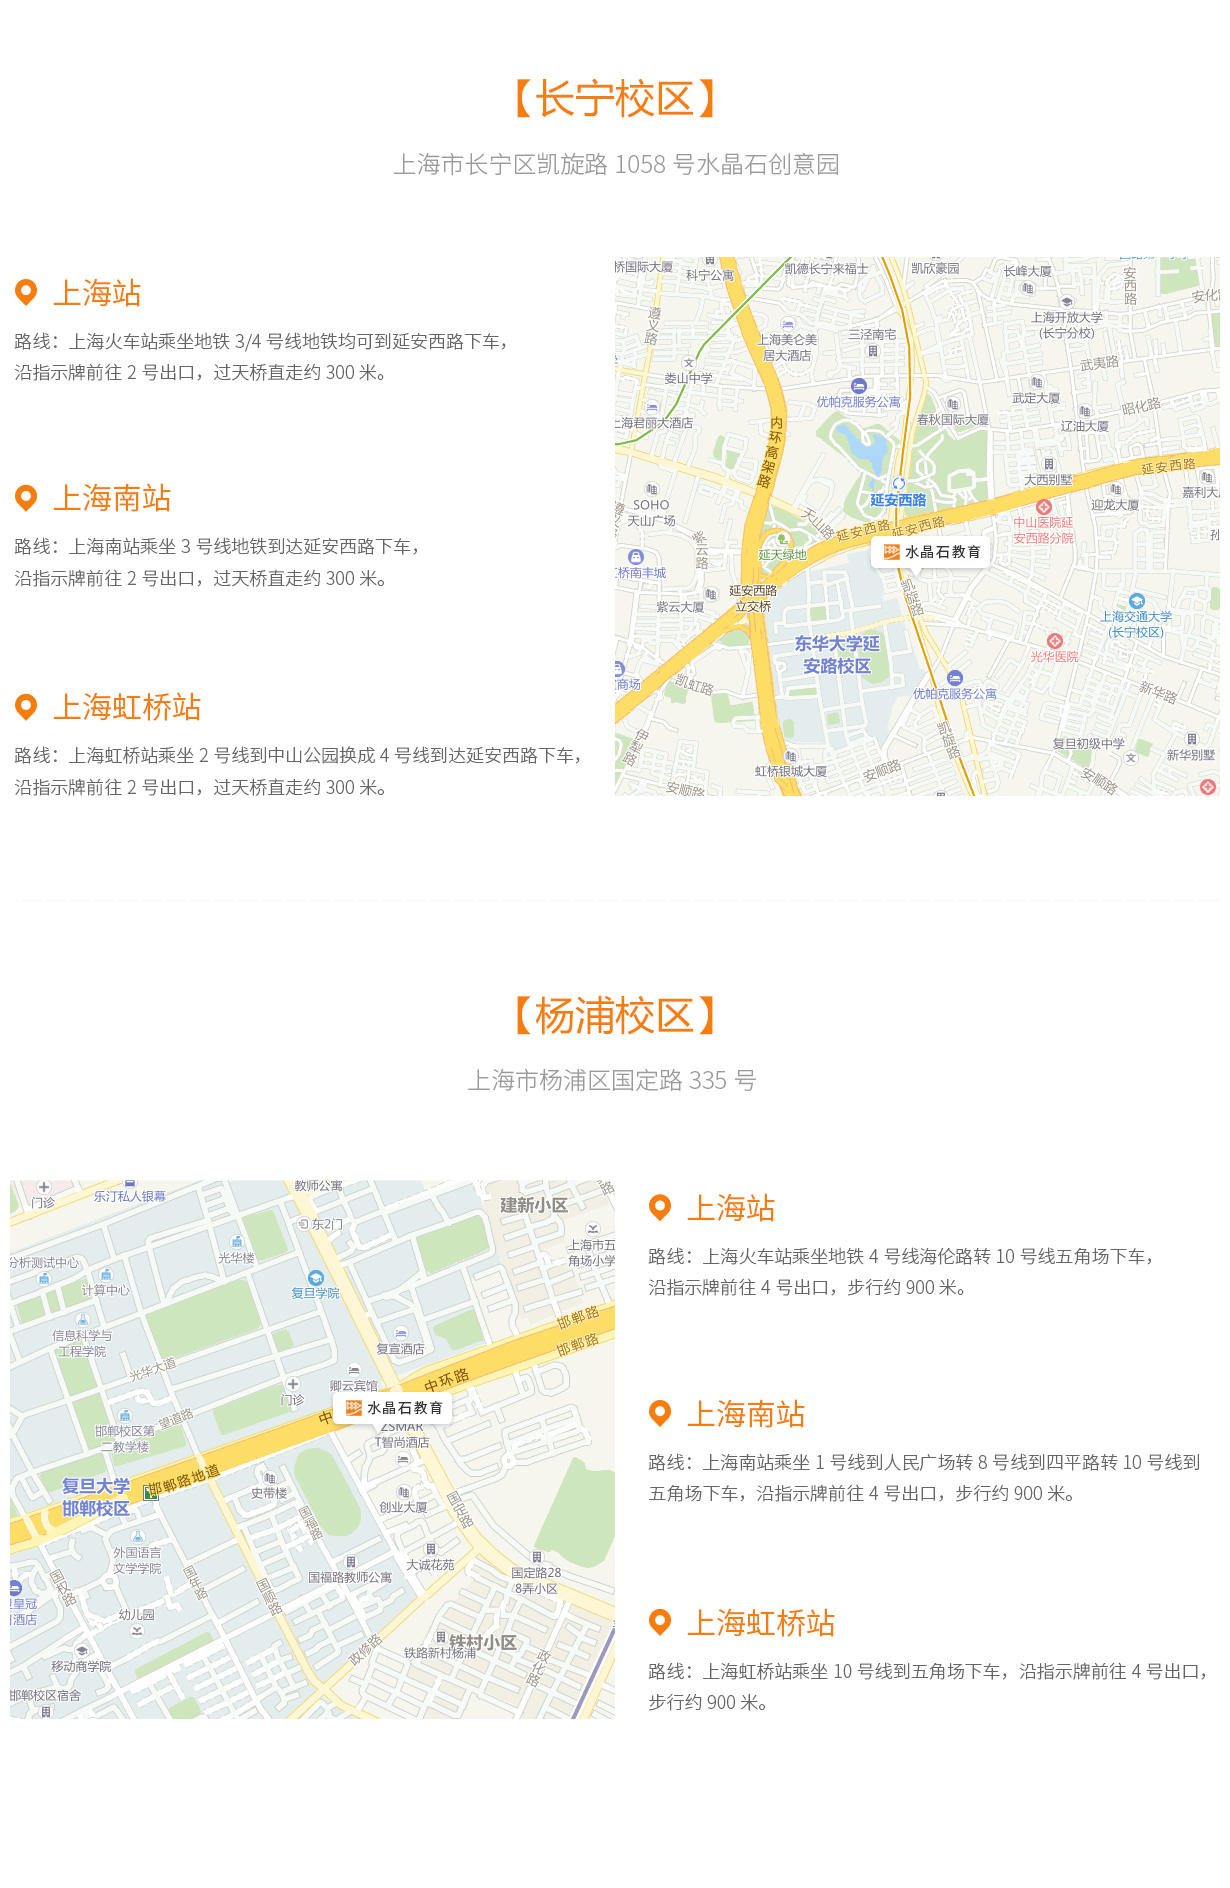 【长宁校区】
上海市长宁区凯旋路 1058 号水晶石创意园
上海站
路线：上海火车站乘坐地铁 3/4 号线地铁均可到延安西路下车，
沿指示牌前往 2 号出口，过天桥直走约 300 米。
上海南站
路线：上海南站乘坐 3 号线地铁到达延安西路下车，
沿指示牌前往 2 号出口，过天桥直走约 300 米。
上海虹桥站
路线：上海虹桥站乘坐 2 号线到中山公园换成 4 号线到达延安西路下车，
沿指示牌前往 2 号出口，过天桥直走约 300 米。
桥国际大厦
科宁公寓
凯德长宁来福士
凯欣豪园
长峰大厦
安西路
安化路
遵义路
上海美仑美
居大酒店
三泾南宅
上海开放大学
(长宁分校)
娄山中学
武夷路
优帕克服务公寓
武定大厦
昭化路
上海君丽大酒店
内环高架路
春秋国际大厦
辽油大厦
延安西路
大西别墅
SOHO
天山广场
延安西路
迎龙大厦
嘉利大
天山路
延安西路
延安西路
中山医院延
安西路分院
紫云路
延天绿地
水晶石教育
虹桥南丰城
延安西路
立交桥
紫云大厦
凯旋路
上海交通大学
(长宁校区)
东华大学延
安路校区
光华医院
商场
凯虹路
优帕克服务公寓
新华路
伊犁路
凯旋路
复旦初级中学
新华别墅
虹桥银城大厦
安顺路
安顺路
安顺路
【杨浦校区】
上海市杨浦区国定路 335 号
门诊
乐汀私人银幕
教师公寓
建新小区
东2门
上海市五
角场小学
分析测试中心
光华楼
计算中心
复旦学院
信息科学与
工程学院
邯郸路
邯郸路
复宣酒店
光华大道
卿云宾馆
中环路
门诊
水晶石教育
望道路
中
ZSMAR
T智尚酒店
邯郸校区第
二教学楼
复旦大学
邯郸校区
邯郸路地道
史带楼
创业大厦
国定路
国福路
外国语言
文学学院
大诚花苑
国定路28
8弄小区
国福路教师公寓
国权路
国年路
国顺路
皇冠
酒店
幼儿园
政修路
铁村小区
铁路新村杨浦
政化路
移动商学院
邯郸校区宿舍
上海站
路线：上海火车站乘坐地铁 4 号线海伦路转 10 号线五角场下车，
沿指示牌前往 4 号出口，步行约 900 米。
上海南站
路线：上海南站乘坐 1 号线到人民广场转 8 号线到四平路转 10 号线到
五角场下车，沿指示牌前往 4 号出口，步行约 900 米。
上海虹桥站
路线：上海虹桥站乘坐 10 号线到五角场下车，沿指示牌前往 4 号出口，
步行约 900 米。